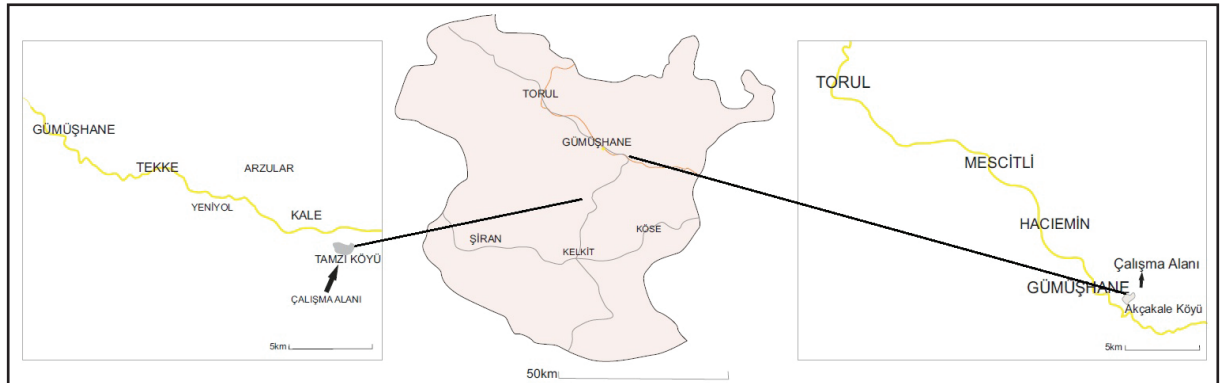 GÜMÜŞHANE
TEKKE
ARZULAR
YENİYOL
KALE
TAMZI KÖYÜ
ÇALIŞMA ALANI
5km
TORUL
GÜMÜŞHANE
ŞİRAN
KELKİT
KÖSE
50km
TORUL
MESCİTLİ
HACIEMİN
Çalışma Alanı
GÜMÜŞHANE
Akçakale Köyü
5km